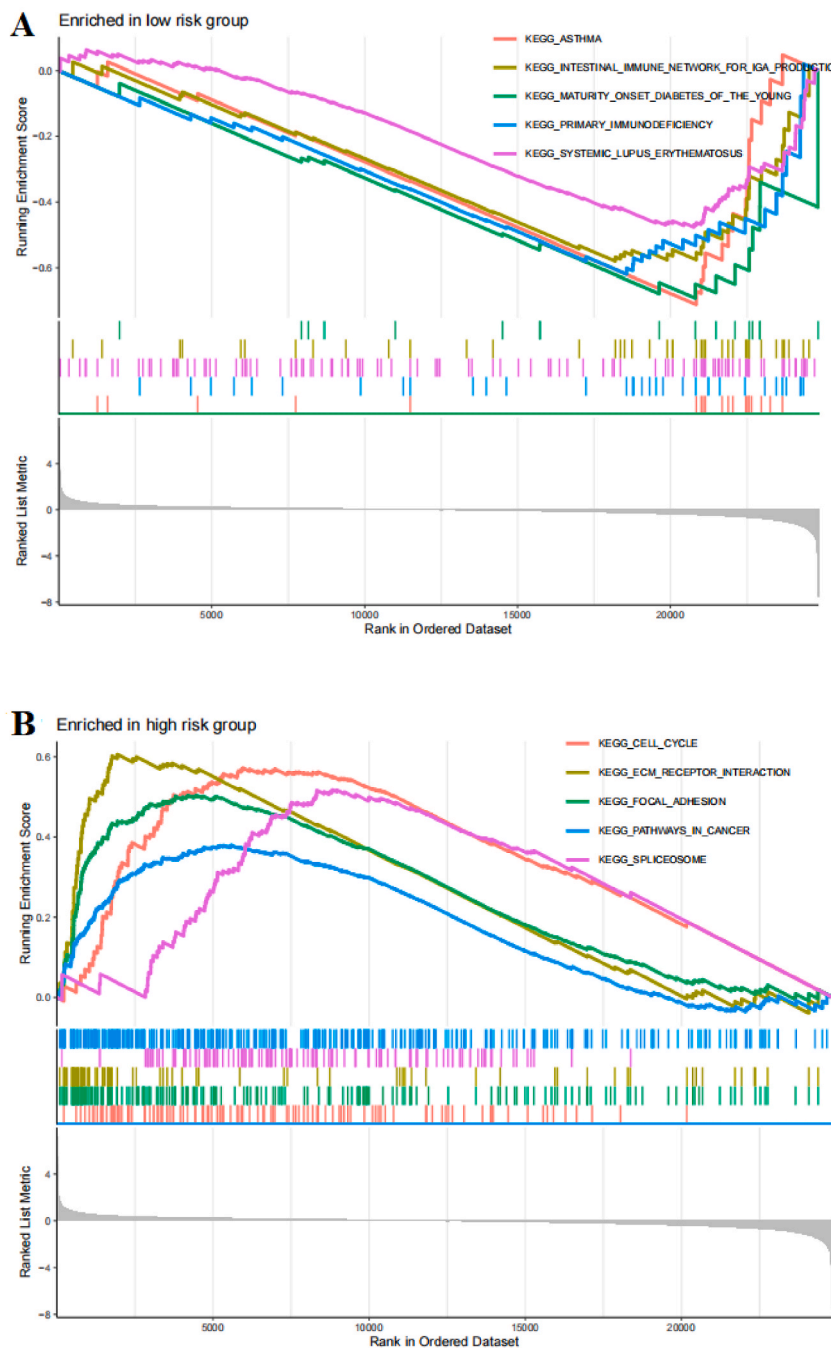 A
Enriched in low risk group
KEGG_ASTHMA
KEGG_INTESTINAL_IMMUNE_NETWORK_FOR_IGA_PRODUCTIO
KEGG_MATURITY_ONSET_DIABETES_OF_THE_YOUNG
KEGG_PRIMARY_IMMUNODEFICIENCY
KEGG_SYSTEMIC_LUPUS_ERYTHEMATOSUS
Running Enrichment Score
0.0
−0.2
−0.4
−0.6
Ranked List Metric
4
0
−4
−8
5000
10000
15000
20000
Rank in Ordered Dataset
B
Enriched in high risk group
KEGG_CELL_CYCLE
KEGG_ECM_RECEPTOR_INTERACTION
KEGG_FOCAL_ADHESION
KEGG_PATHWAYS_IN_CANCER
KEGG_SPLICEOSOME
Running Enrichment Score
0.6
0.4
0.2
0.0
Ranked List Metric
4
0
−4
−8
5000
10000
15000
20000
Rank in Ordered Dataset